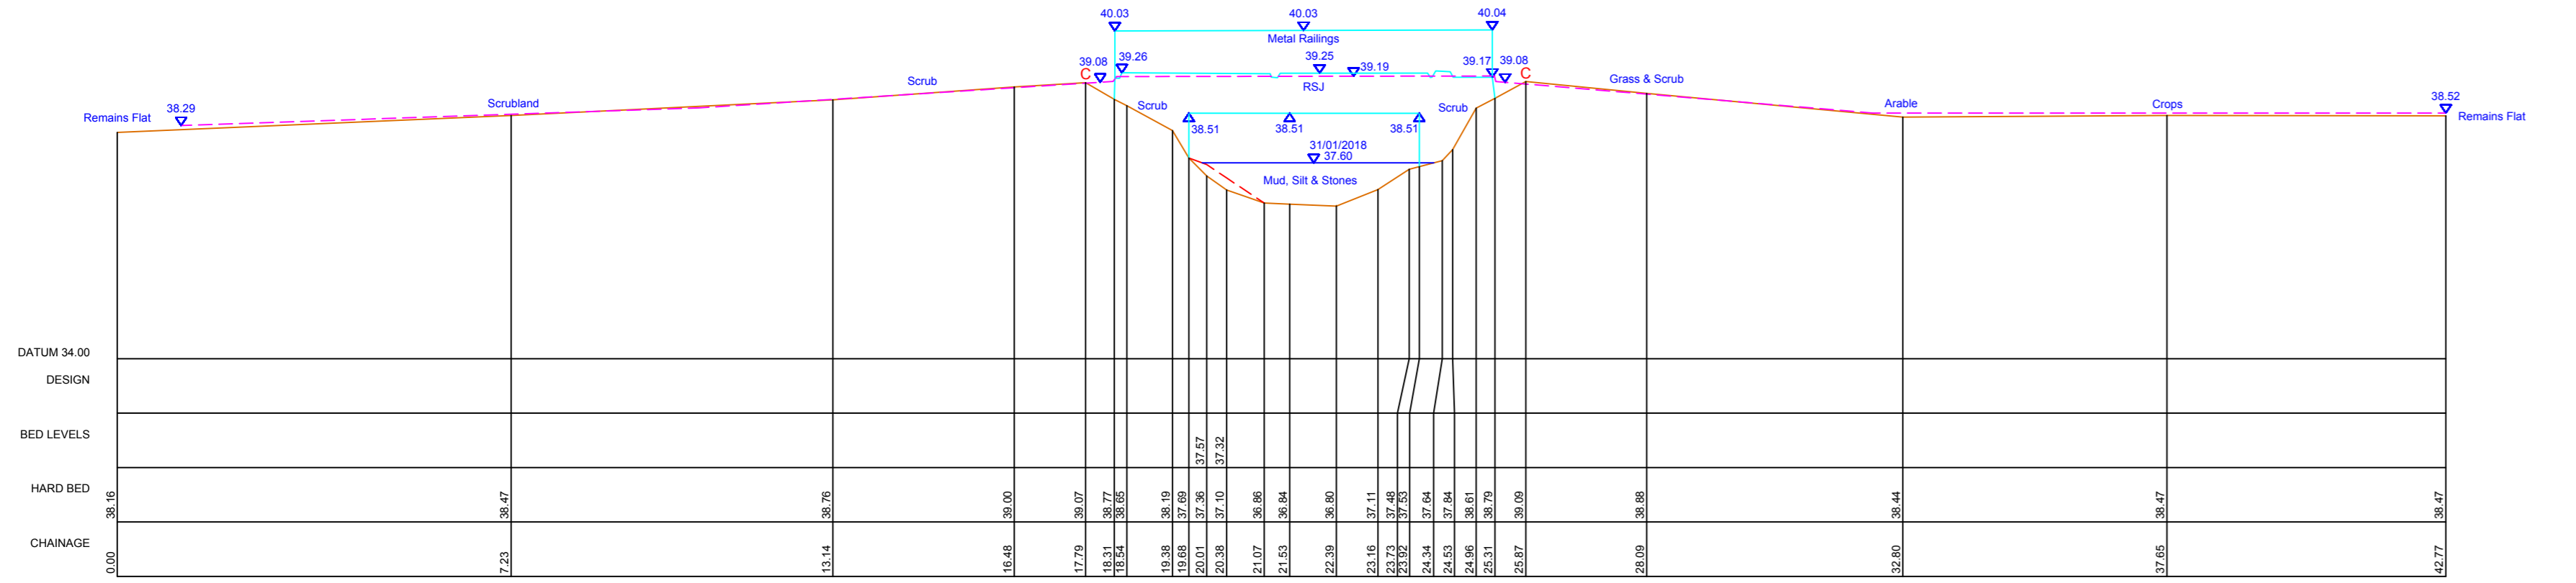 40.03 40.03 40.04
Metal Railings
39.08 39.26 39.25 39.19 39.17 39.08
C C
RSJ
Scrub Grass & Scrub
Remains Flat 38.29 Scrubland Scrub Scrub Arable Crops 38.52 Remains Flat
38.51 38.51 38.51
31/01/2018
37.60
Mud, Silt & Stones
DATUM 34.00
DESIGN
BED LEVELS 37.57 37.32
HARD BED 38.16 38.47 38.76 39.00 39.07 38.77 38.65 38.19 37.69 37.36 37.10 36.86 36.84 36.80 37.11 37.48 37.53 37.64 37.84 38.61 38.79 39.09 38.88 38.44 38.47 38.47
CHAINAGE 0.00 7.23 13.14 16.48 17.79 18.31 18.54 19.38 19.68 20.01 20.38 21.07 21.53 22.39 23.16 23.73 23.92 24.34 24.53 24.96 25.31 25.87 28.09 32.80 37.65 42.77